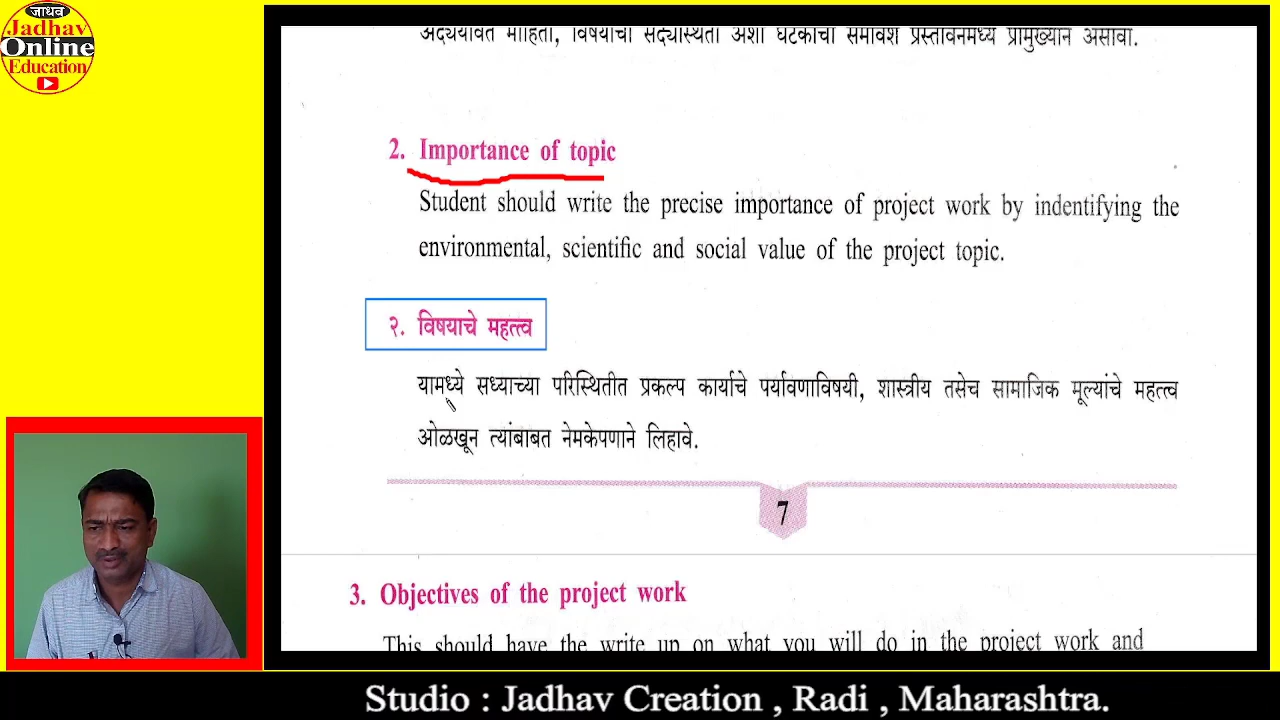 जाधव
Jadhav
Online
Education
अद्ययावत माहिती, विषयाची सद्यःस्थिती अशा घटकांचा समावेश प्रस्तावनेमध्ये प्रामुख्याने असावा.
2. Importance of topic
Student should write the precise importance of project work by indentifying the
environmental, scientific and social value of the project topic.
२. विषयाचे महत्त्व
यामध्ये सध्याच्या परिस्थितीत प्रकल्प कार्याचे पर्यावणाविषयी, शास्त्रीय तसेच सामाजिक मूल्यांचे महत्त्व
ओळखून त्यांबाबत नेमकेपणाने लिहावे.
7
3. Objectives of the project work
This should have the write up on what you will do in the project work and
Studio : Jadhav Creation , Radi , Maharashtra.